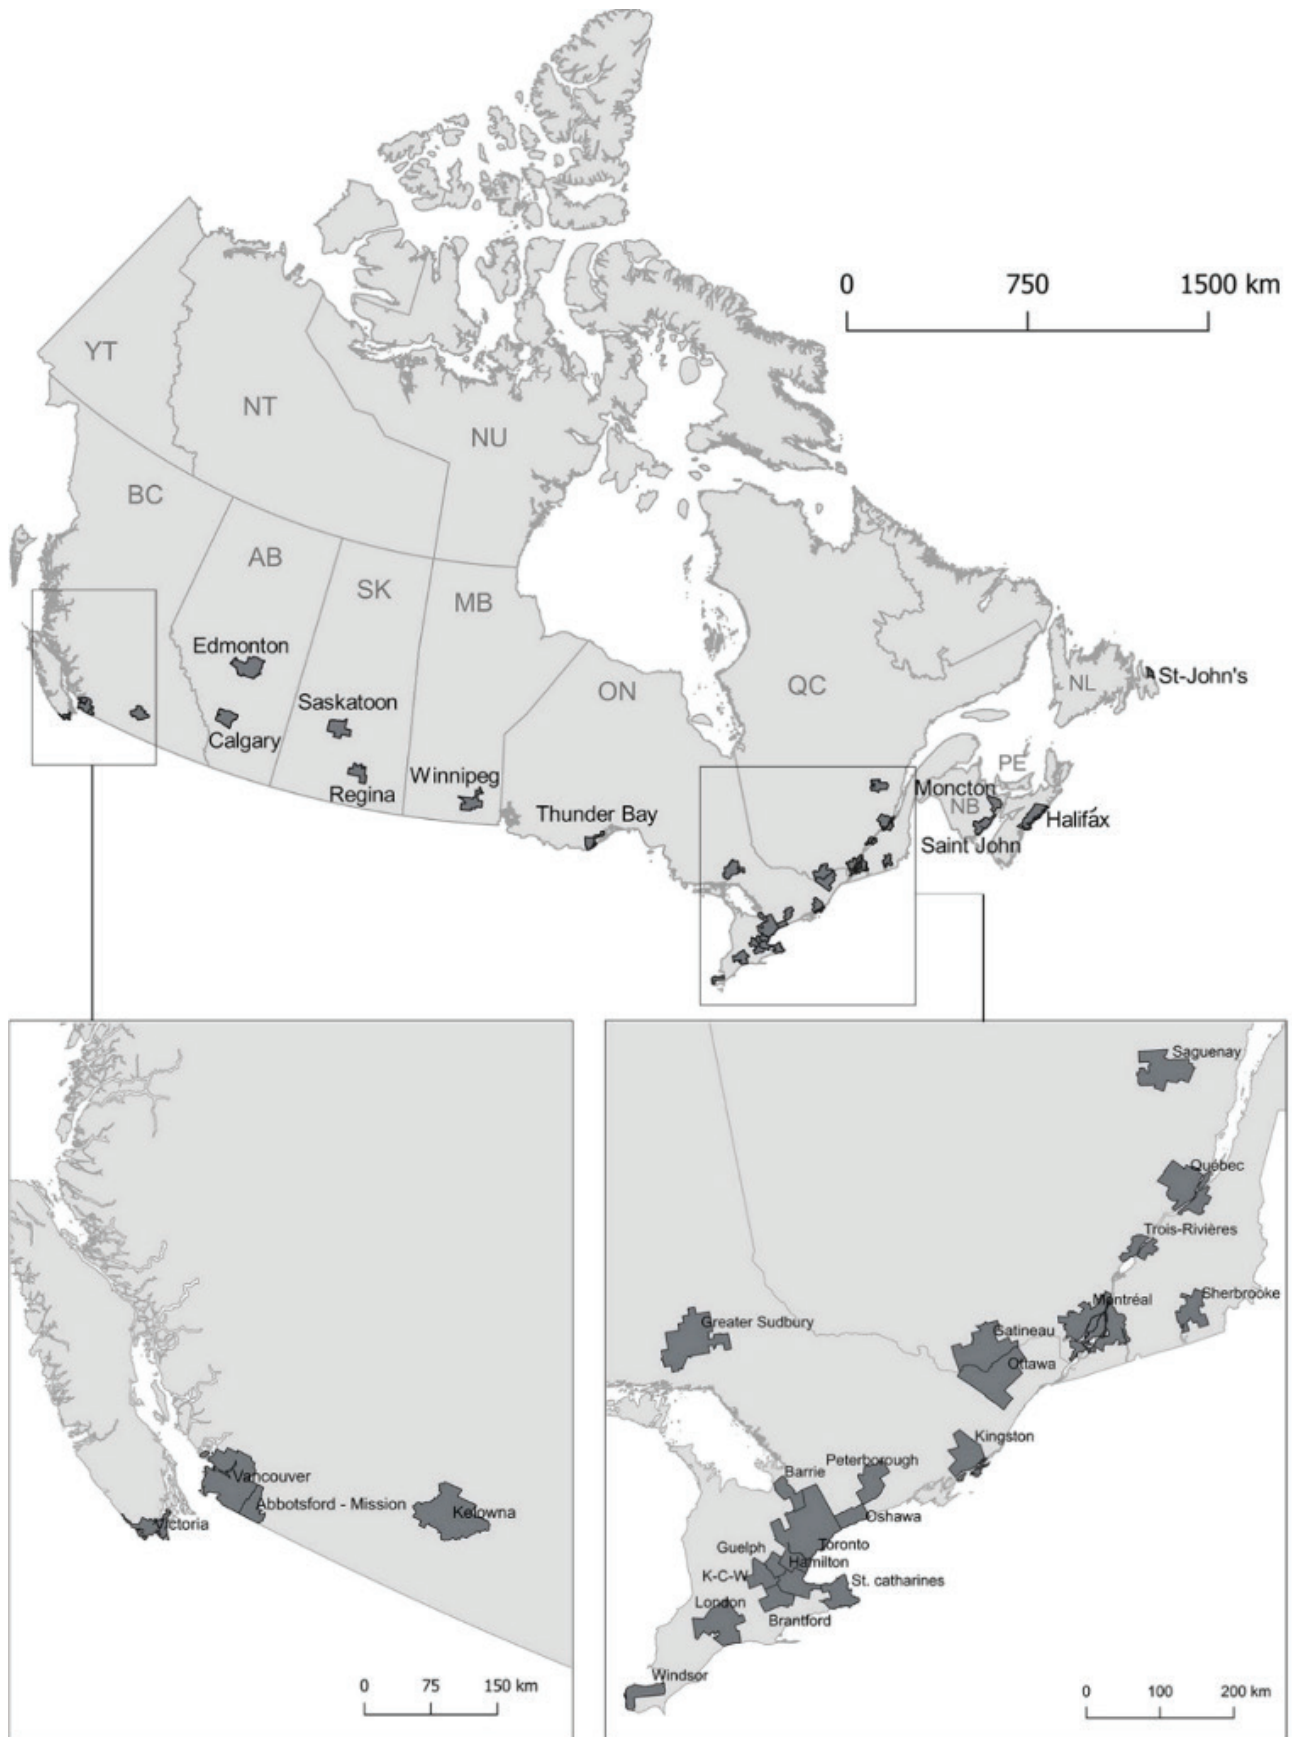 0 750 1500 km
YT
NT
NU
BC
AB
SK
MB
Edmonton
Saskatoon
Calgary
Regina
Winnipeg
Thunder Bay
ON
QC
NL
St-John's
PE
Moncton
NB
Halifax
Saint John
Saguenay
Québec
Trois-Rivières
Montréal
Sherbrooke
Greater Sudbury
Gatineau
Ottawa
Kingston
Peterborough
Barrie
Oshawa
Toronto
Guelph
Hamilton
K-C-W
St. catharines
London
Brantford
Windsor
0 100 200 km
Vancouver
Abbotsford - Mission
Kelowna
Victoria
0 75 150 km